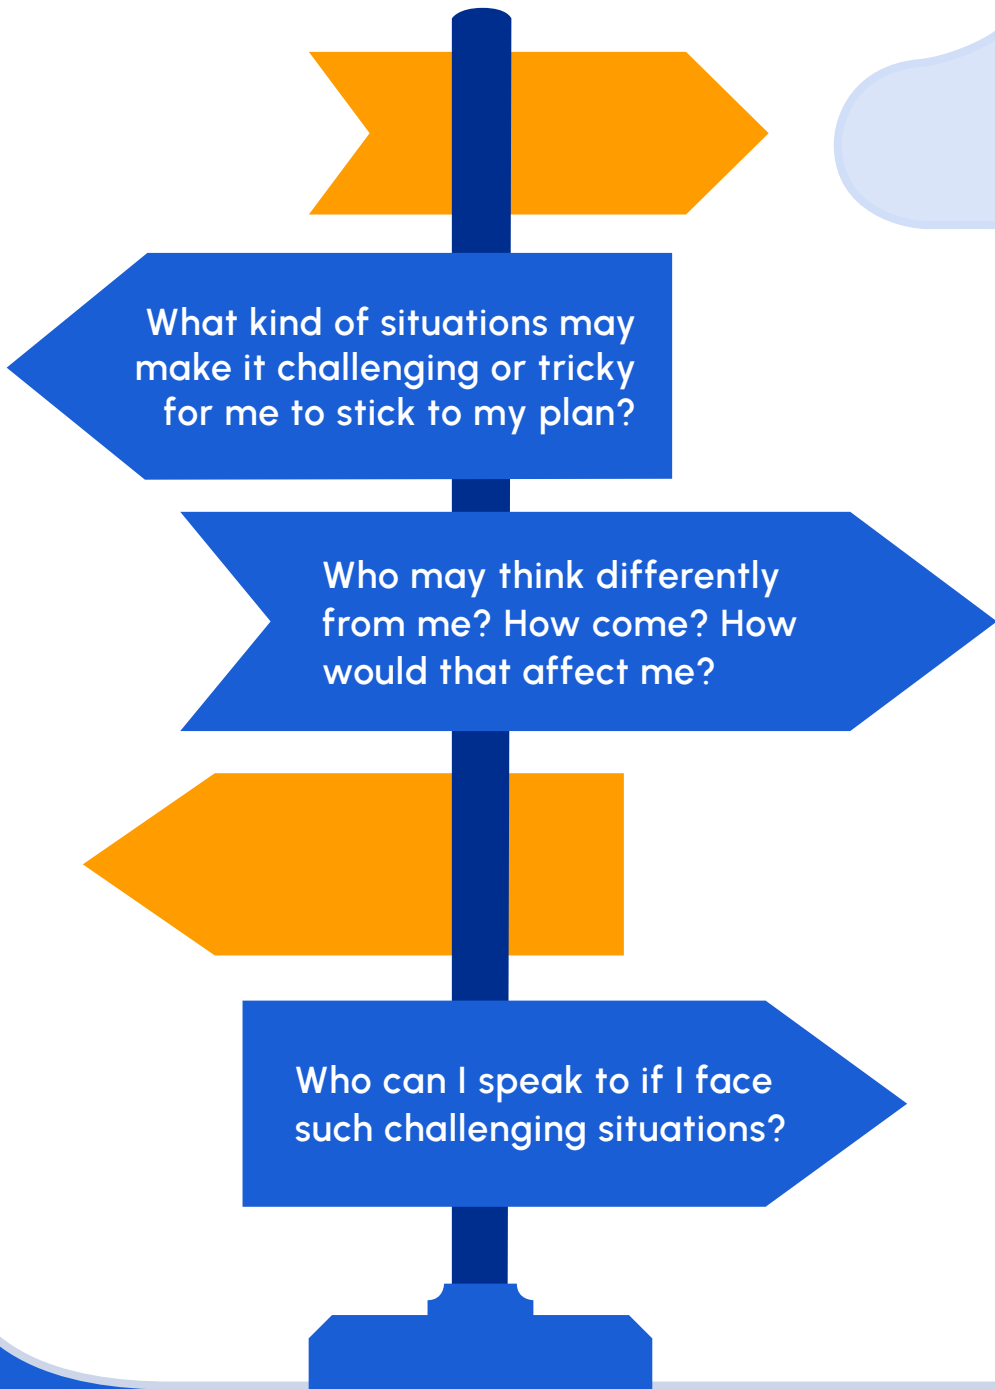 What kind of situations may
make it challenging or tricky
for me to stick to my plan?
Who may think differently
from me? How come? How
would that affect me?
Who can I speak to if I face
such challenging situations?